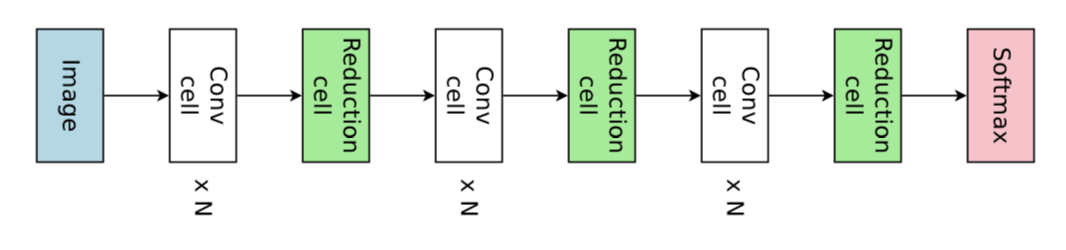 Image
Conv
cell
x N
Reduction
cell
Conv
cell
x N
Reduction
cell
Conv
cell
x N
Reduction
cell
Softmax